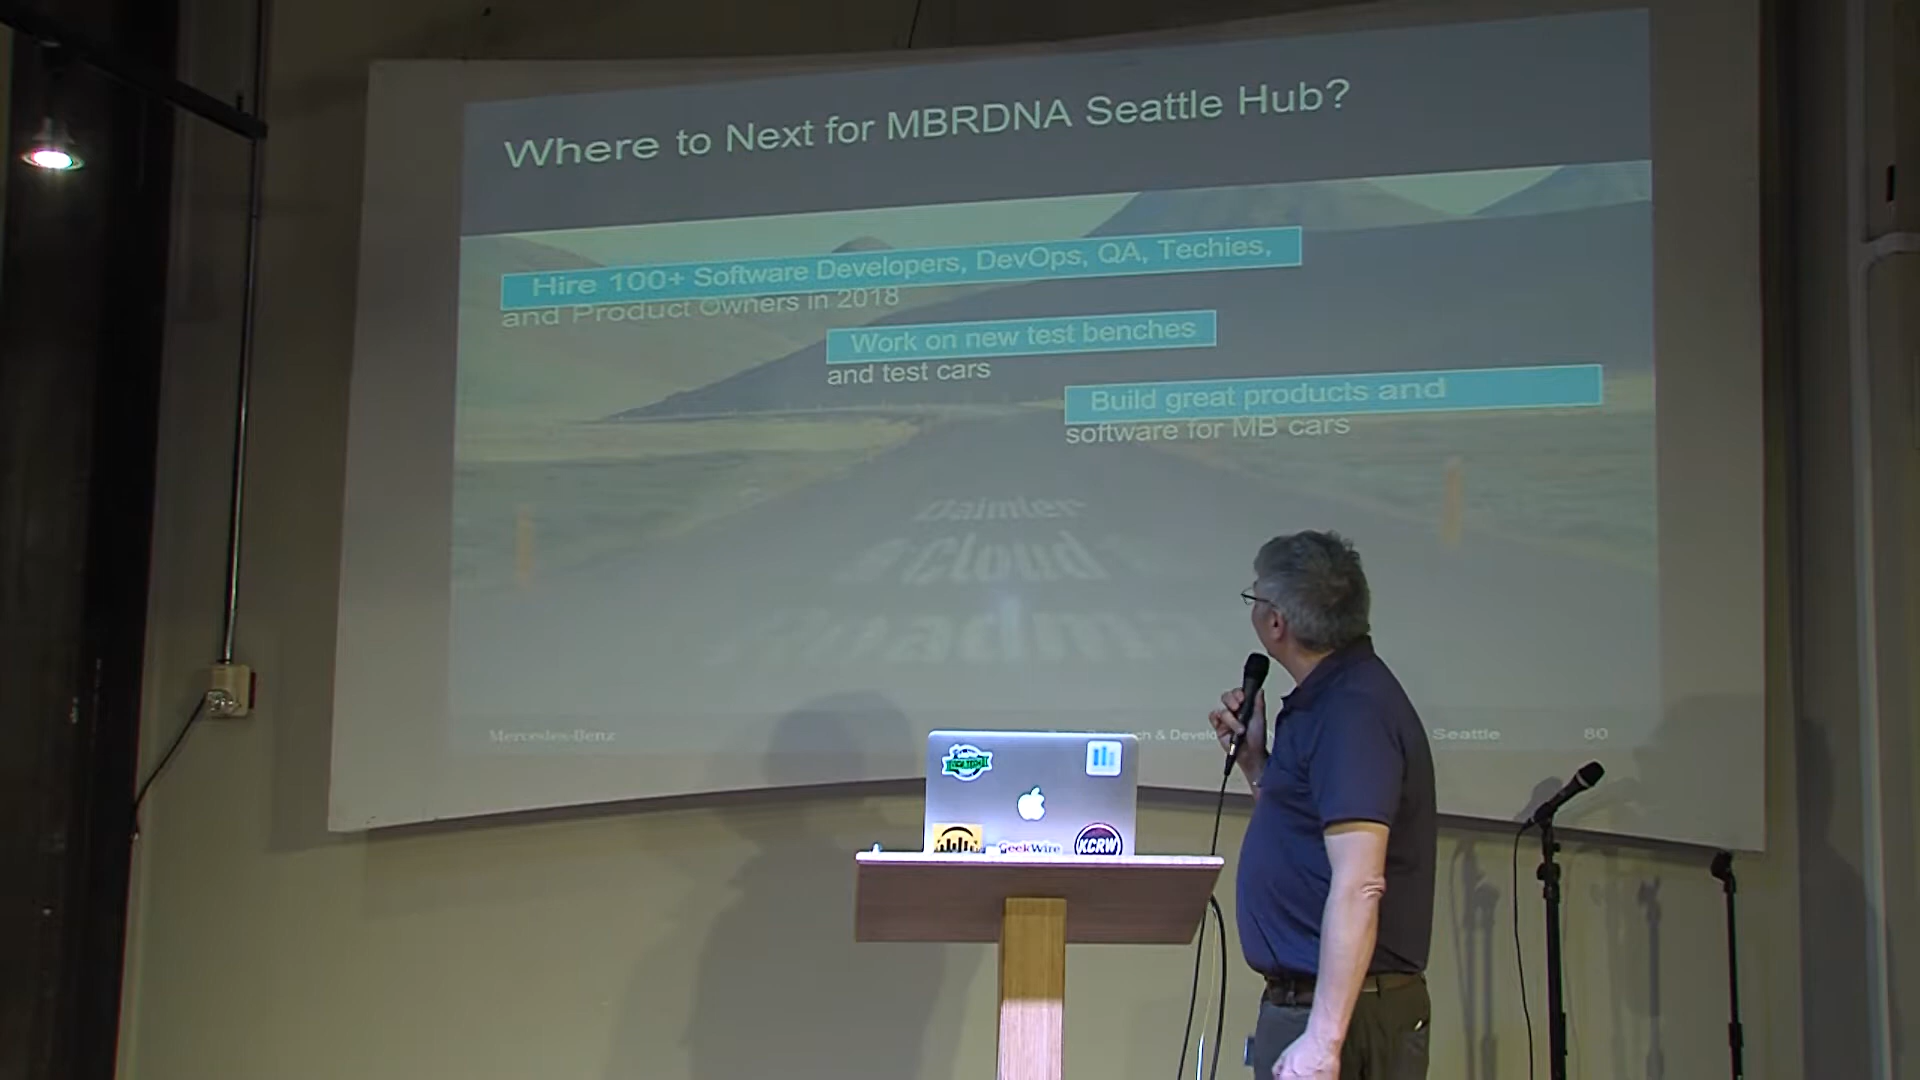 Where to Next for MBRDNA Seattle Hub?
Hire 100+ Software Developers, DevOps, QA, Techies,
and Product Owners in 2018
Work on new test benches
and test cars
Build great products and
software for MB cars
Daimler
Cloud
Mercedes-Benz
& Develo
Seattle
80
GeekWire
KCRW